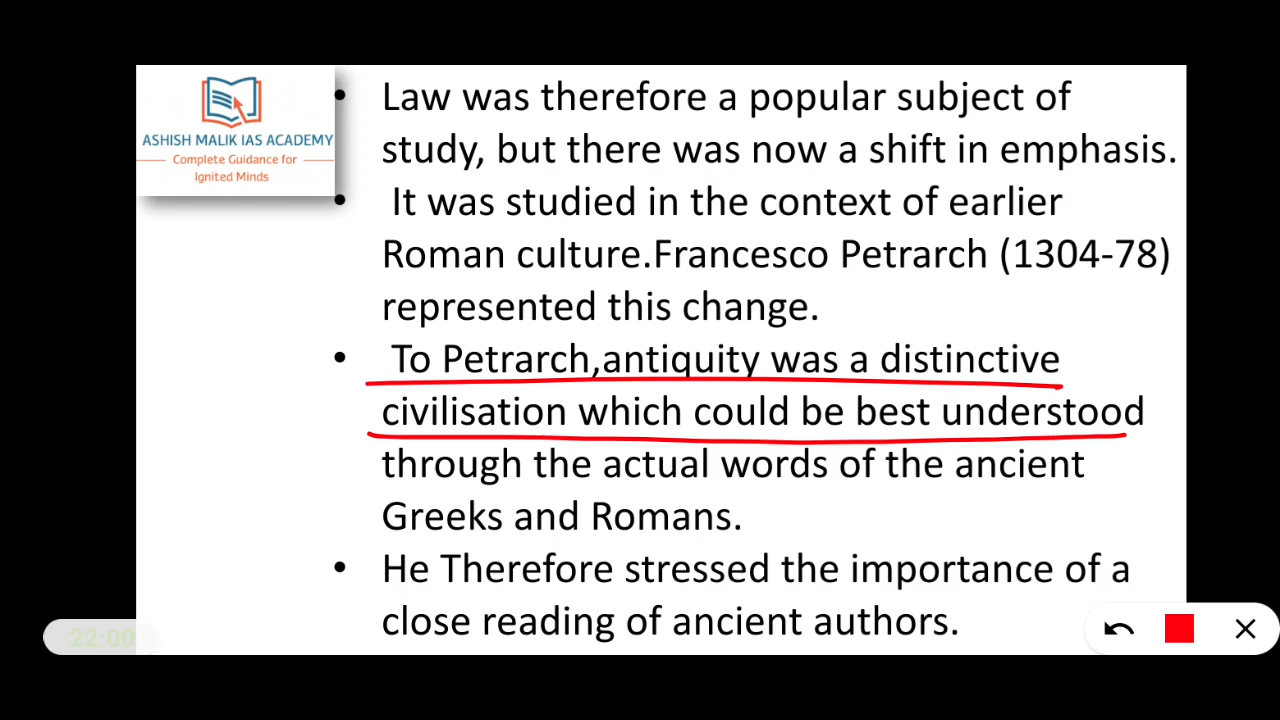 ASHISH MALIK IAS ACADEMY
Complete Guidance for
Ignited Minds
• Law was therefore a popular subject of
study, but there was now a shift in emphasis.
• It was studied in the context of earlier
Roman culture.Francesco Petrarch (1304-78)
represented this change.
• To Petrarch,antiquity was a distinctive
civilisation which could be best understood
through the actual words of the ancient
Greeks and Romans.
• He Therefore stressed the importance of a
close reading of ancient authors.
22:00